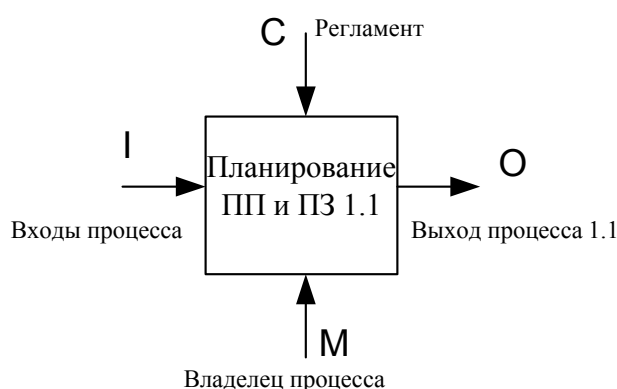 C Регламент
I
Планирование
ПП и ПЗ 1.1
O
Входы процесса
Выход процесса 1.1
M
Владелец процесса